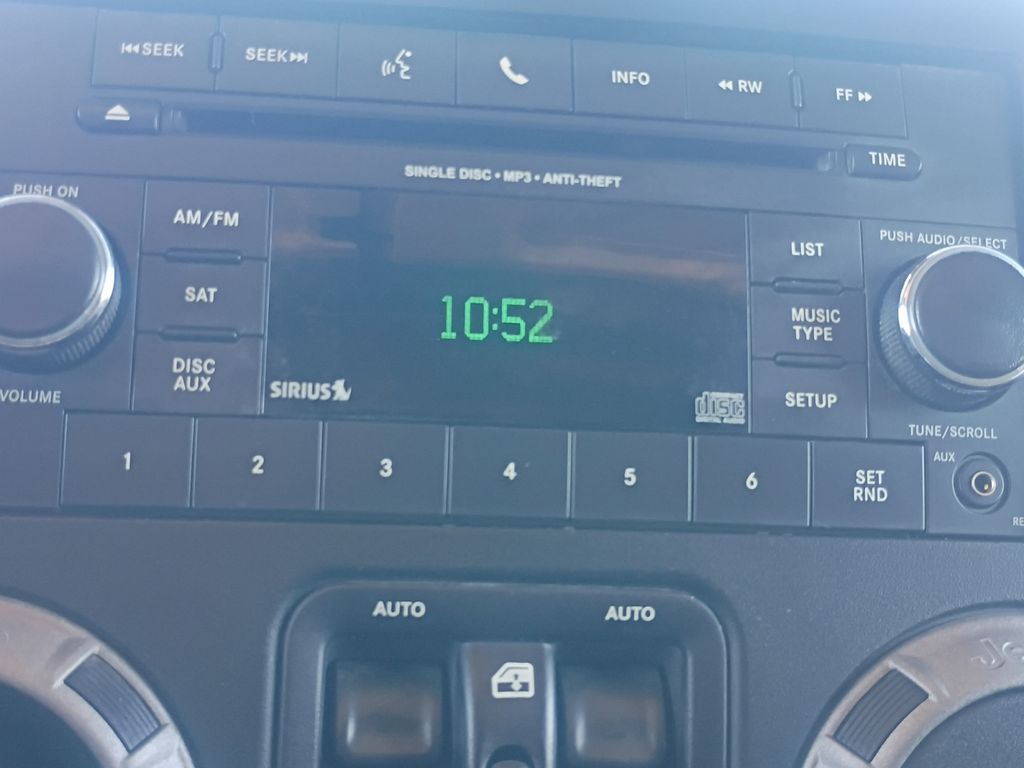 SEEK
SEEK
INFO
RW
FF
TIME
SINGLE DISC • MP3 • ANTI-THEFT
PUSH ON
AM/FM
LIST
PUSH AUDIO/SELECT
SAT
10:52
MUSIC
TYPE
DISC
AUX
SIRIUS
disc
SETUP
VOLUME
TUNE/SCROLL
1
2
3
4
5
6
SET
RND
AUX
RE
AUTO
AUTO
Je